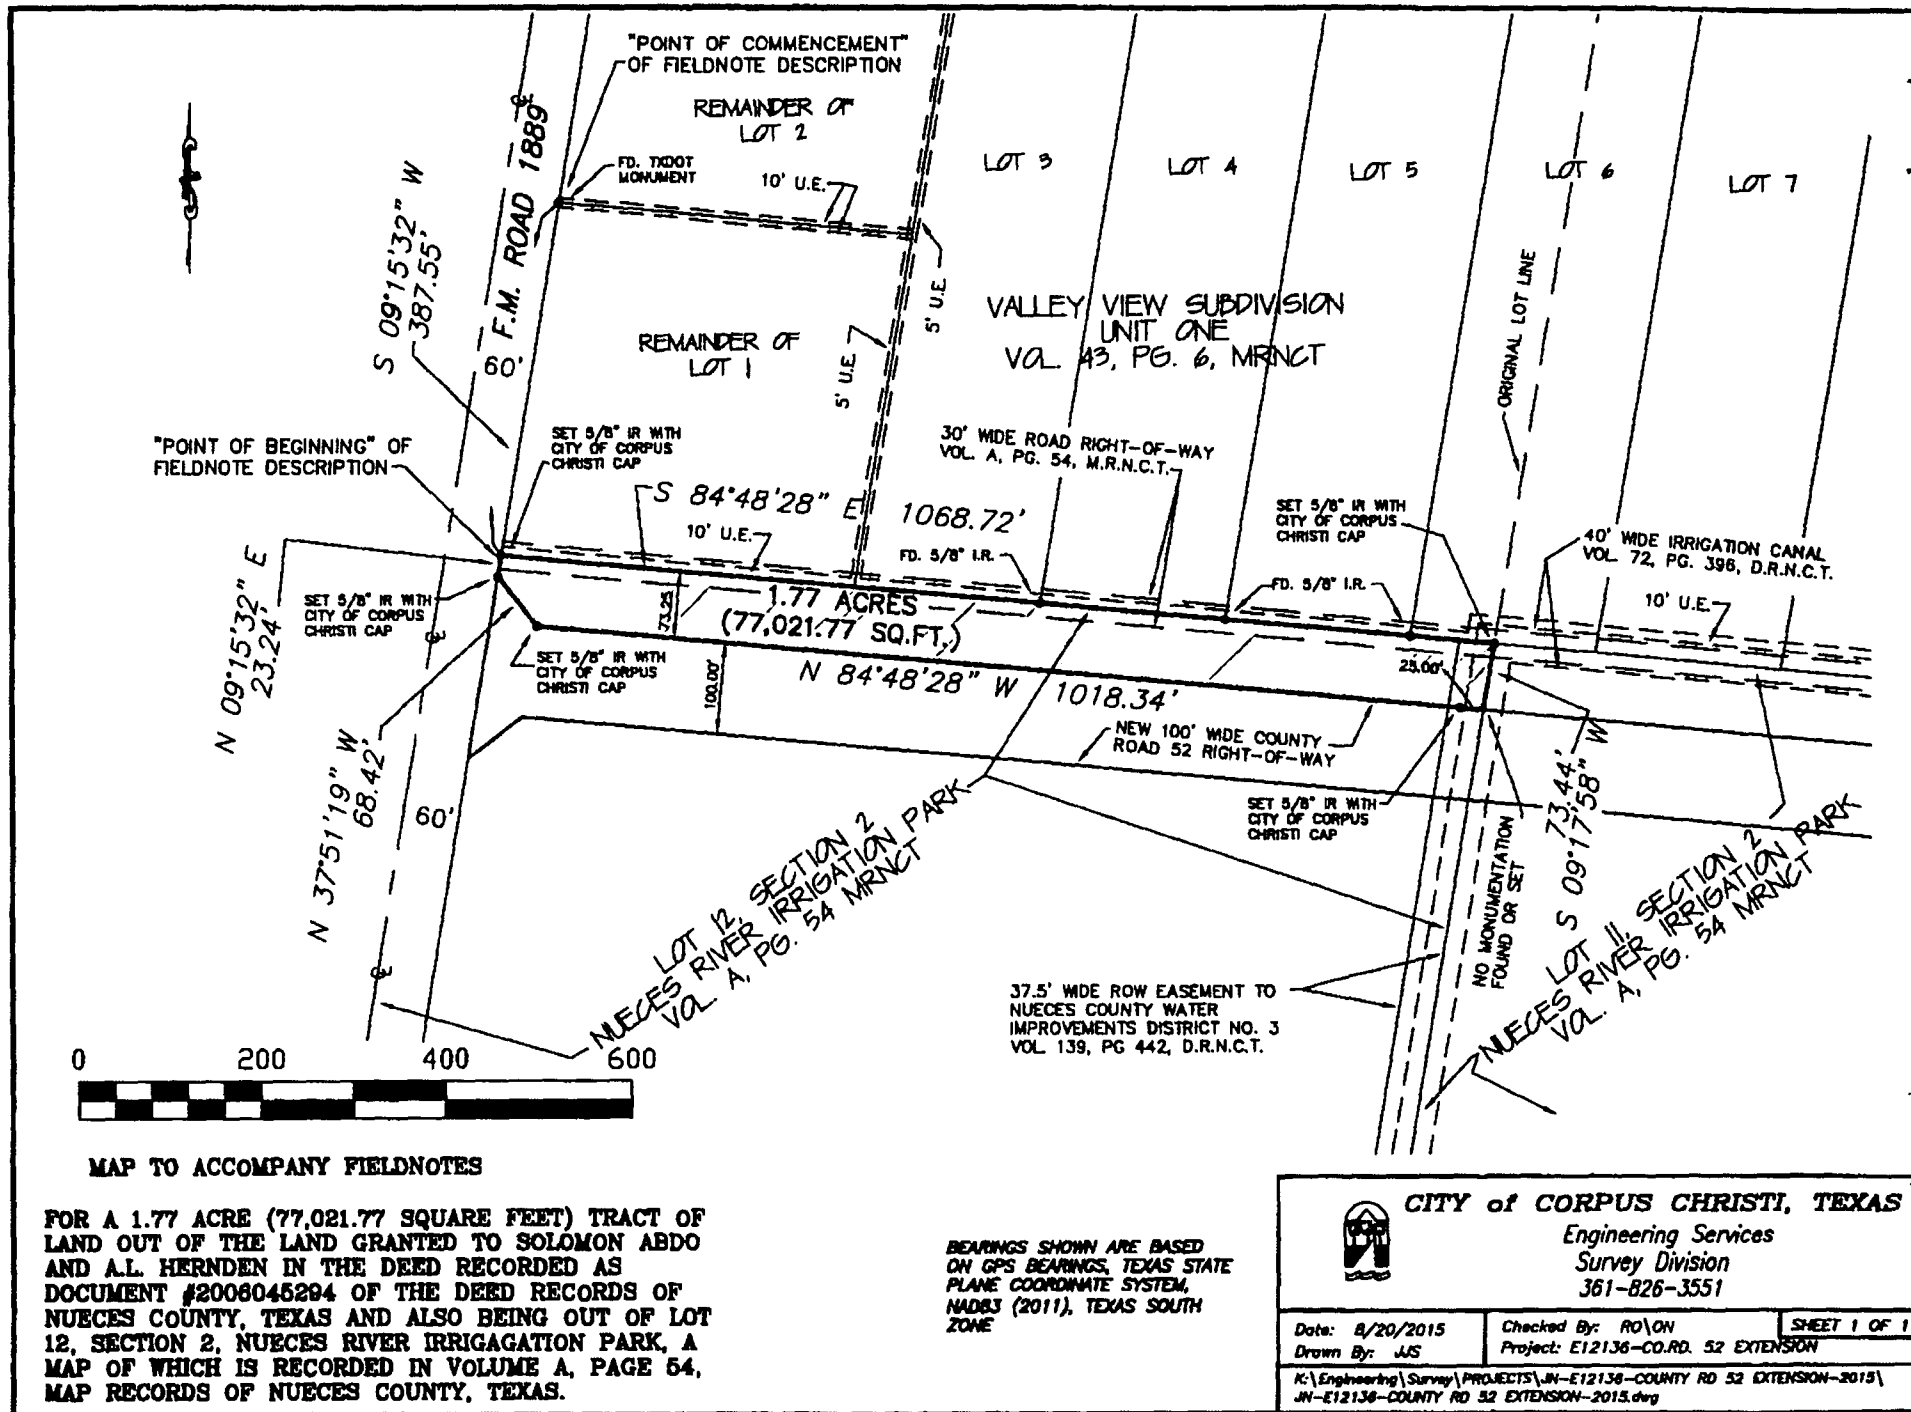 "POINT OF COMMENCEMENT"
OF FIELDNOTE DESCRIPTION
REMAINDER OF
LOT 2
FD. TXDOT
MONUMENT
10' U.E.
F.M. ROAD 1889
60'
S 09°15'32" W
387.55'
LOT 3
LOT 4
LOT 5
LOT 6
LOT 7
ORIGINAL LOT LINE
5' U.E.
5' U.E.
VALLEY VIEW SUBDIVISION
UNIT ONE
VOL. 43, PG. 6, MRNCT
REMAINDER OF
LOT 1
"POINT OF BEGINNING" OF
FIELDNOTE DESCRIPTION
SET 5/8" IR WITH
CITY OF CORPUS
CHRISTI CAP
30' WIDE ROAD RIGHT-OF-WAY
VOL. A, PG. 54, M.R.N.C.T.
S 84°48'28" E
1068.72'
10' U.E.
FD. 5/8" I.R.
SET 5/8" IR WITH
CITY OF CORPUS
CHRISTI CAP
40' WIDE IRRIGATION CANAL
VOL. 72, PG. 396, D.R.N.C.T.
FD. 5/8" I.R.
10' U.E.
N 09°15'32" E
23.24'
SET 5/8" IR WITH
CITY OF CORPUS
CHRISTI CAP
1.77 ACRES
(77,021.77 SQ.FT.)
73.25
SET 5/8" IR WITH
CITY OF CORPUS
CHRISTI CAP
100.00'
N 84°48'28" W
1018.34'
25.00'
NEW 100' WIDE COUNTY
ROAD 52 RIGHT-OF-WAY
N 37°51'19" W
68.42'
60'
SET 5/8" IR WITH
CITY OF CORPUS
CHRISTI CAP
NO MONUMENTATION
FOUND OR SET
73.44'
S 09°17'58" W
LOT 12, SECTION 2
NUECES RIVER IRRIGATION PARK
VOL. A, PG. 54 MRNCT
LOT 11, SECTION 2
NUECES RIVER IRRIGATION PARK
VOL. A, PG. 54 MRNCT
37.5' WIDE ROW EASEMENT TO
NUECES COUNTY WATER
IMPROVEMENTS DISTRICT NO. 3
VOL. 139, PG 442, D.R.N.C.T.
0 200 400 600
MAP TO ACCOMPANY FIELDNOTES
FOR A 1.77 ACRE (77,021.77 SQUARE FEET) TRACT OF
LAND OUT OF THE LAND GRANTED TO SOLOMON ABDO
AND A.L. HERNDEN IN THE DEED RECORDED AS
DOCUMENT #2006045294 OF THE DEED RECORDS OF
NUECES COUNTY, TEXAS AND ALSO BEING OUT OF LOT
12, SECTION 2, NUECES RIVER IRRIGAGATION PARK, A
MAP OF WHICH IS RECORDED IN VOLUME A, PAGE 54,
MAP RECORDS OF NUECES COUNTY, TEXAS.
BEARINGS SHOWN ARE BASED
ON GPS BEARINGS, TEXAS STATE
PLANE COORDINATE SYSTEM,
NAD83 (2011), TEXAS SOUTH
ZONE
CITY of CORPUS CHRISTI, TEXAS
Engineering Services
Survey Division
361-826-3551
Date: 8/20/2015
Drawn By: JJS
Checked By: RO\ON
SHEET 1 OF 1
Project: E12136-CO.RD. 52 EXTENSION
K:\Engineering\Survey\PROJECTS\JN-E12136-COUNTY RD 52 EXTENSION-2015\
JN-E12136-COUNTY RD 52 EXTENSION-2015.dwg